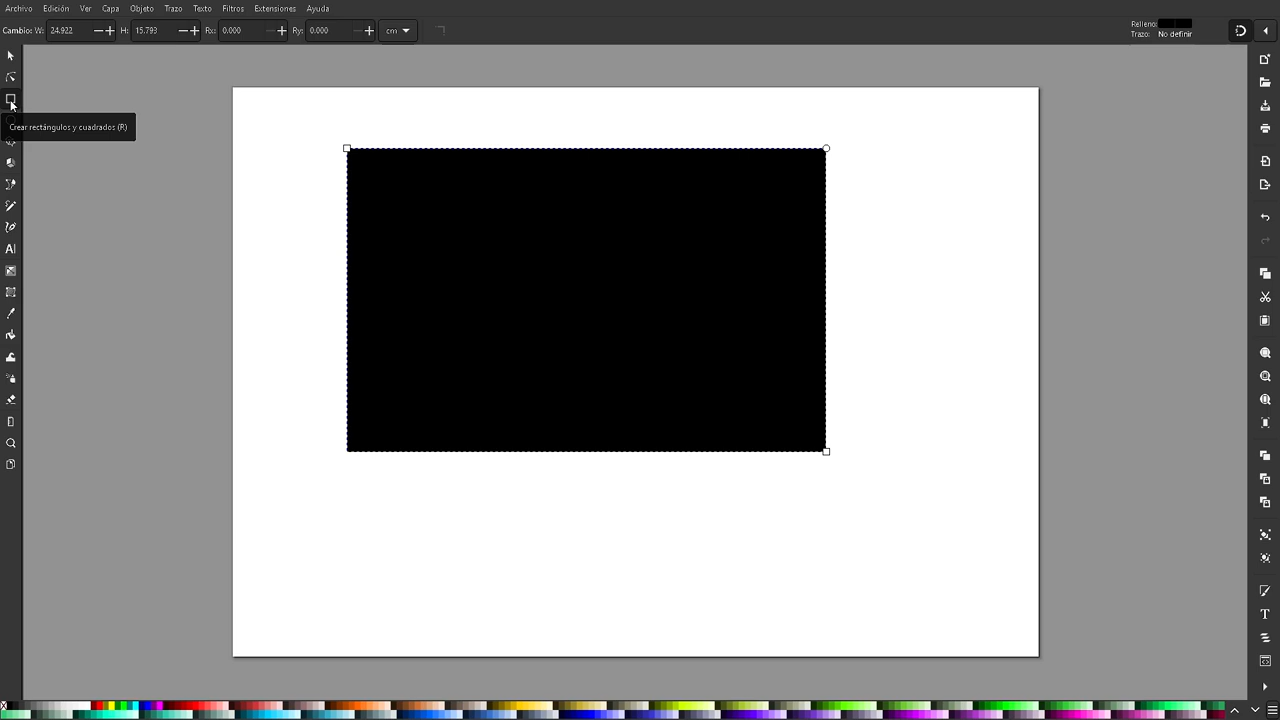 Archivo Edición Ver Capa Objeto Trazo Texto Filtros Extensiones Ayuda
Cambio: W: 24.922 H: 15.793 Rx: 0.000 Ry: 0.000 cm
Relleno:
Trazo: No definir
Crear rectángulos y cuadrados (R)